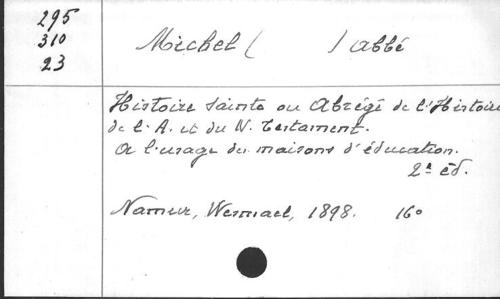 295
310
23
Michel (          ) abbé
Histoire sainte ou Abrégé de l'Histoire
de l'A. et du N. Testament.
A l'usage des maisons d'éducation.
2e éd.
Namur, Wesmael, 1898. 16°